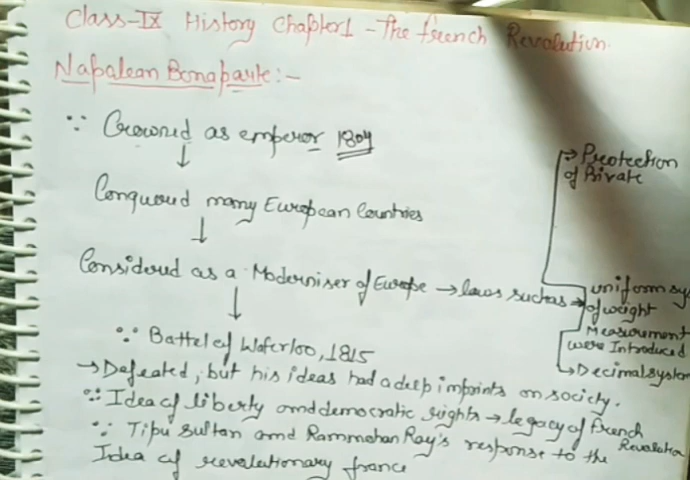 Class-IX History Chapter1 - The French Revolution.
Napalean Bonaparte:-
∵ Crowned as emperor 1804
↓
Conquored many European Countries
↓
Considered as a Moderniser of Europe → laws such as →
→ Protection
of Private
uniform sy
of weight
Measurement
were Introduced
→ Decimal system
↓
∵ Battel of Waterloo, 1815
→ Defeated, but his ideas had a deep imprints on society.
∵ Idea of liberty and democratic rights → legacy of French
Revolution
∵ Tipu Sultan and Rammohan Ray's response to the
Idea of revolutionary france